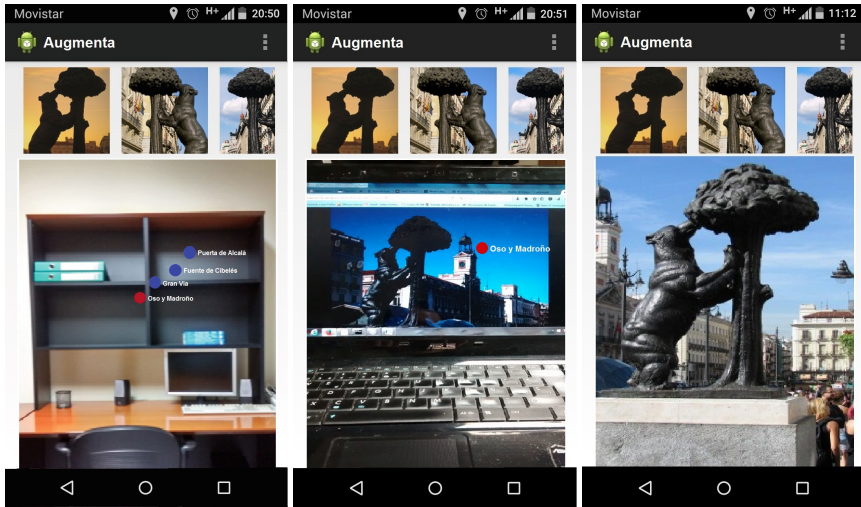 Movistar H+ 20:50
Augmenta
Puerta de Alcalá
Fuente de Cibeles
Gran Vía
Oso y Madroño
Movistar H+ 20:51
Augmenta
Oso y Madroño
ASUS
Movistar H+ 11:12
Augmenta